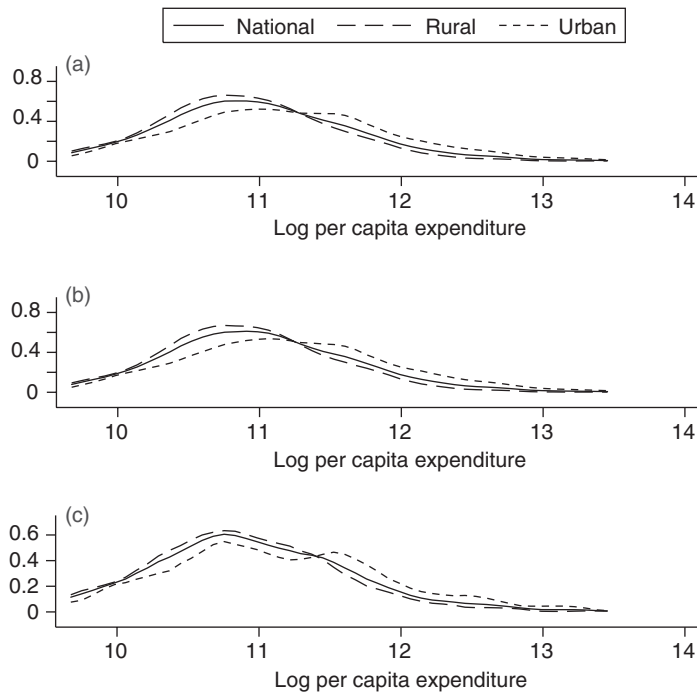 National Rural Urban
(a)
0.8
0.4
0
10 11 12 13 14
Log per capita expenditure
(b)
0.8
0.4
0
10 11 12 13 14
Log per capita expenditure
(c)
0.6
0.4
0.2
0
10 11 12 13 14
Log per capita expenditure